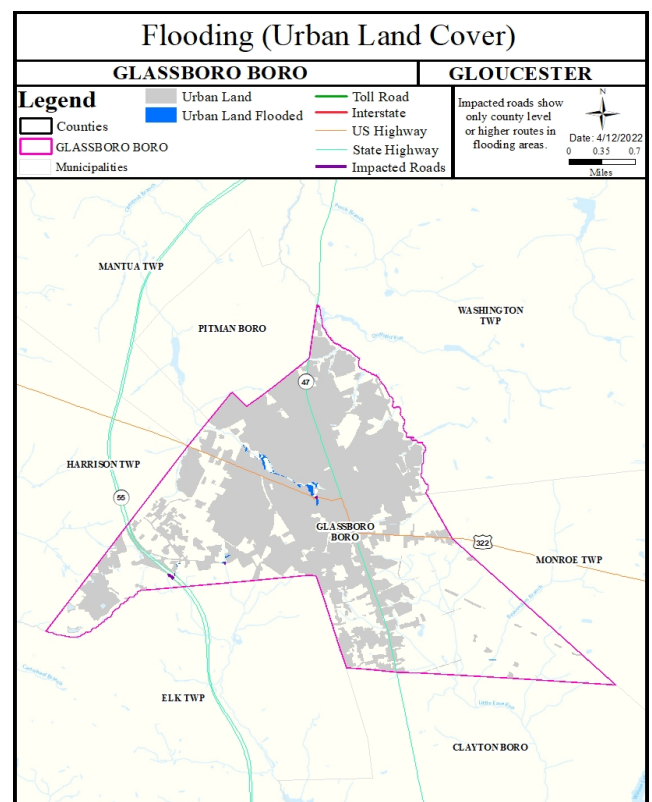 Flooding (Urban Land Cover)
GLASSBORO BORO
GLOUCESTER
Legend
Counties
GLASSBORO BORO
Municipalities
Urban Land
Urban Land Flooded
Toll Road
Interstate
US Highway
State Highway
Impacted Roads
Impacted roads show
only county level
or higher routes in
flooding areas.
N
Date: 4/12/2022
0 0.35 0.7
Miles
MANTUA TWP
PITMAN BORO
WASHINGTON
TWP
47
HARRISON TWP
55
GLASSBORO
BORO
322
MONROE TWP
ELK TWP
CLAYTON BORO